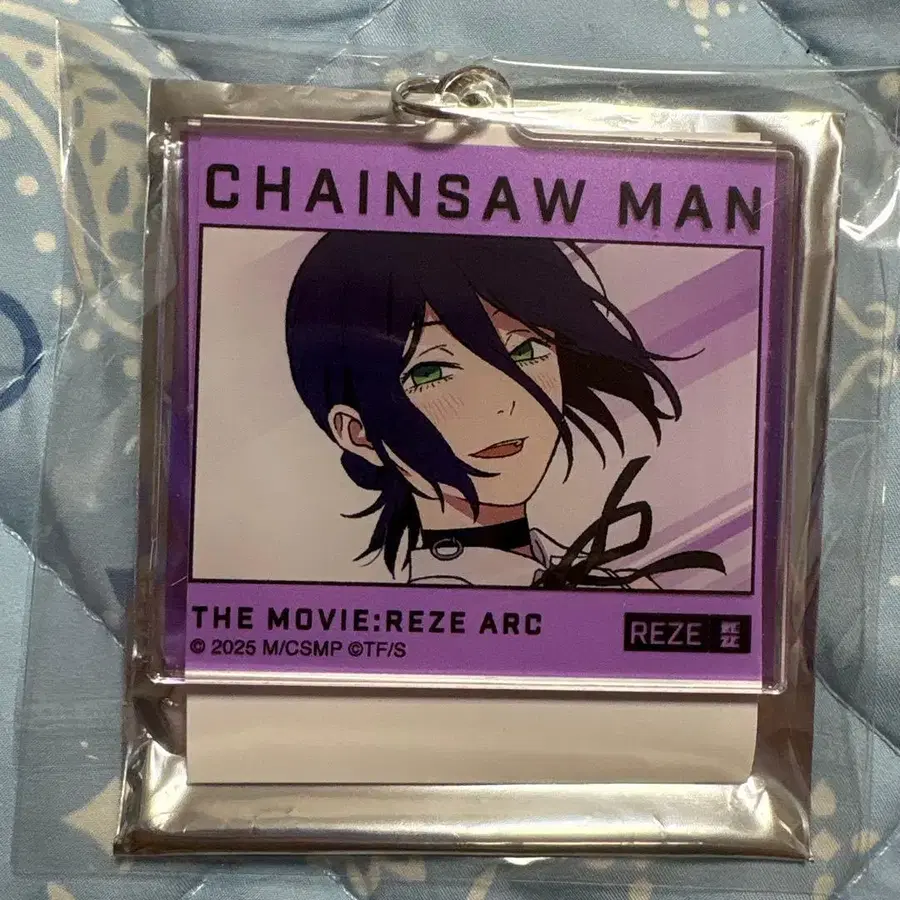 CHAINSAW MAN
THE MOVIE:REZE ARC
© 2025 M/CSMP ©TF/S
REZE